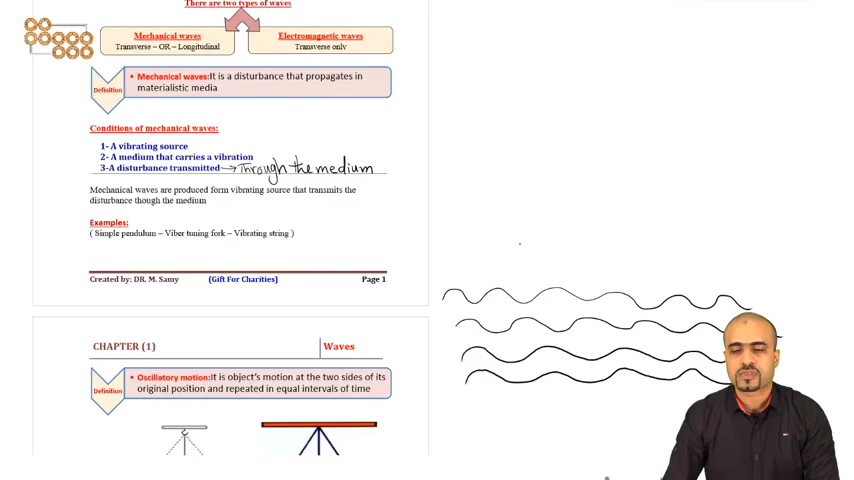 There are two types of waves
Mechanical waves
Transverse – OR – Longitudinal
Electromagnetic waves
Transverse only
Definition
• Mechanical waves:It is a disturbance that propagates in
materialistic media
Conditions of mechanical waves:
1- A vibrating source
2- A medium that carries a vibration
3-A disturbance transmitted → Through the medium
Mechanical waves are produced form vibrating source that transmits the
disturbance though the medium
Examples:
( Simple pendulum – Viber tuning fork – Vibrating string )
Created by: DR. M. Samy (Gift For Charities) Page 1
CHAPTER (1) Waves
Definition
• Oscillatory motion:It is object's motion at the two sides of its
original position and repeated in equal intervals of time